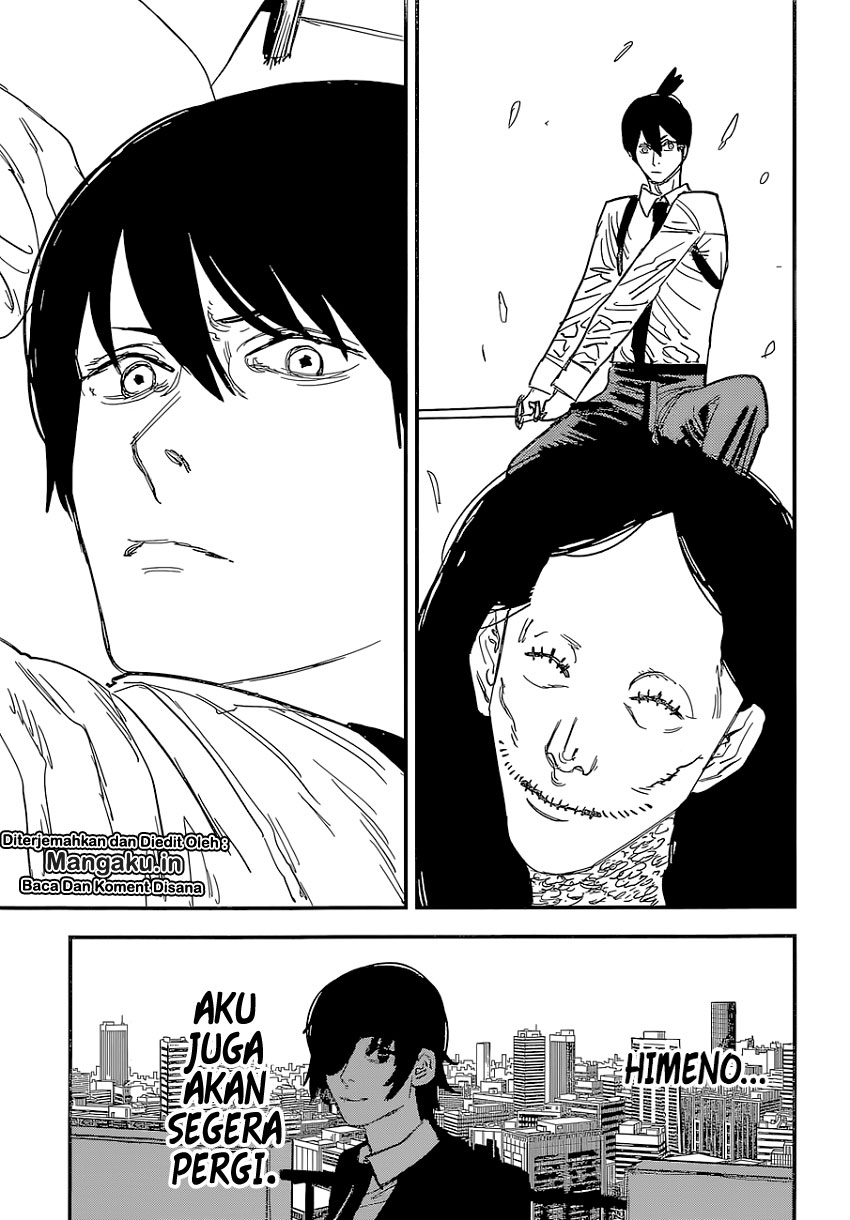 Diterjemahkan dan Diedit Oleh :
Mangaku.in
Baca Dan Koment Disana
HIMENO...
AKU
JUGA
AKAN
SEGERA
PERGI.